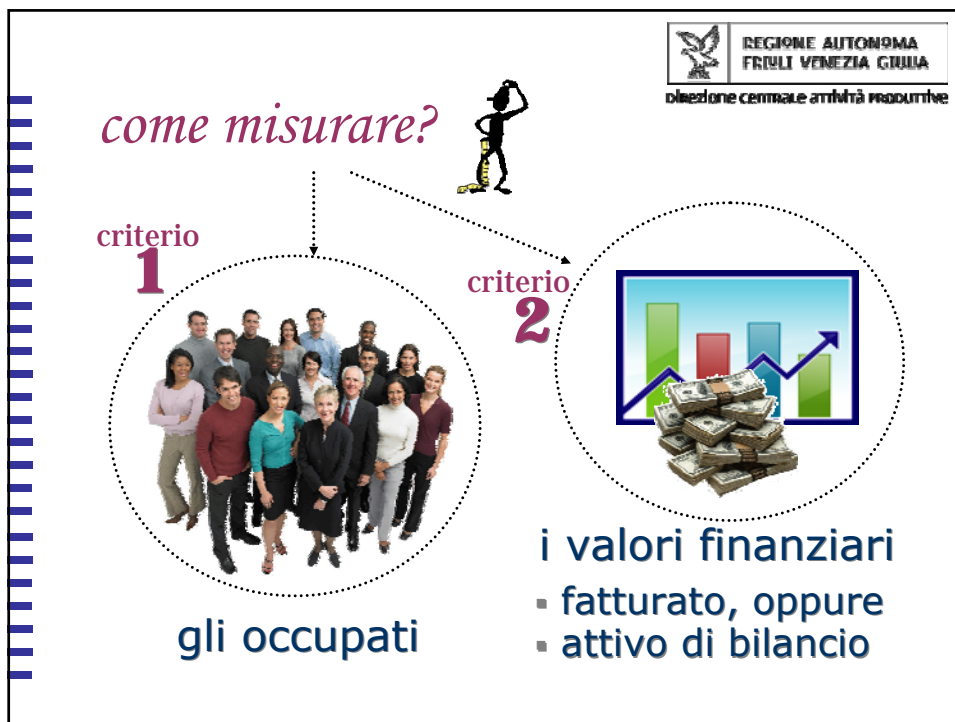 REGIONE AUTONOMA
FRIULI VENEZIA GIULIA
Direzione centrale attività produttive
come misurare?
criterio
1
criterio
2
gli occupati
i valori finanziari
fatturato, oppure
attivo di bilancio